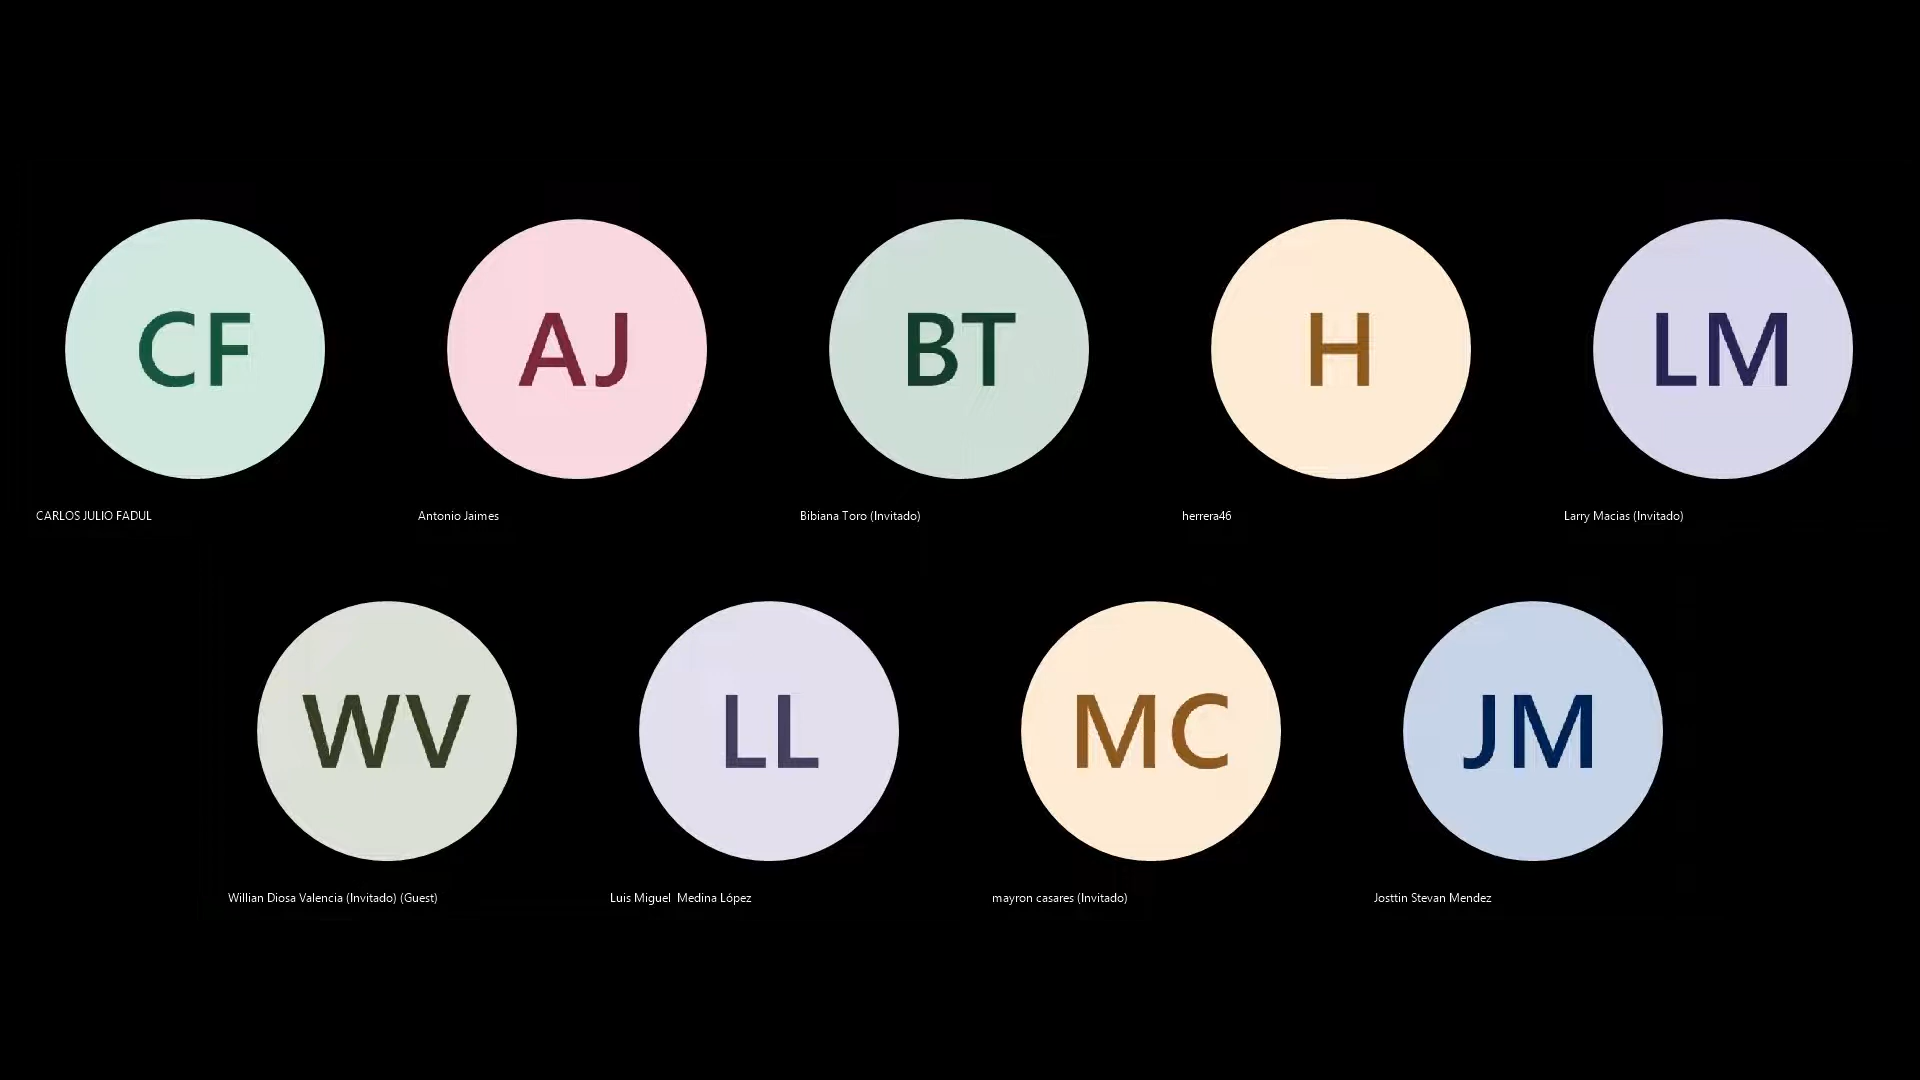 CF
AJ
BT
H
LM
CARLOS JULIO FADUL
Antonio Jaimes
Bibiana Toro (Invitado)
herrera46
Larry Macias (Invitado)
WV
LL
MC
JM
Willian Diosa Valencia (Invitado) (Guest)
Luis Miguel  Medina López
mayron casares (Invitado)
Josttin Stevan Mendez